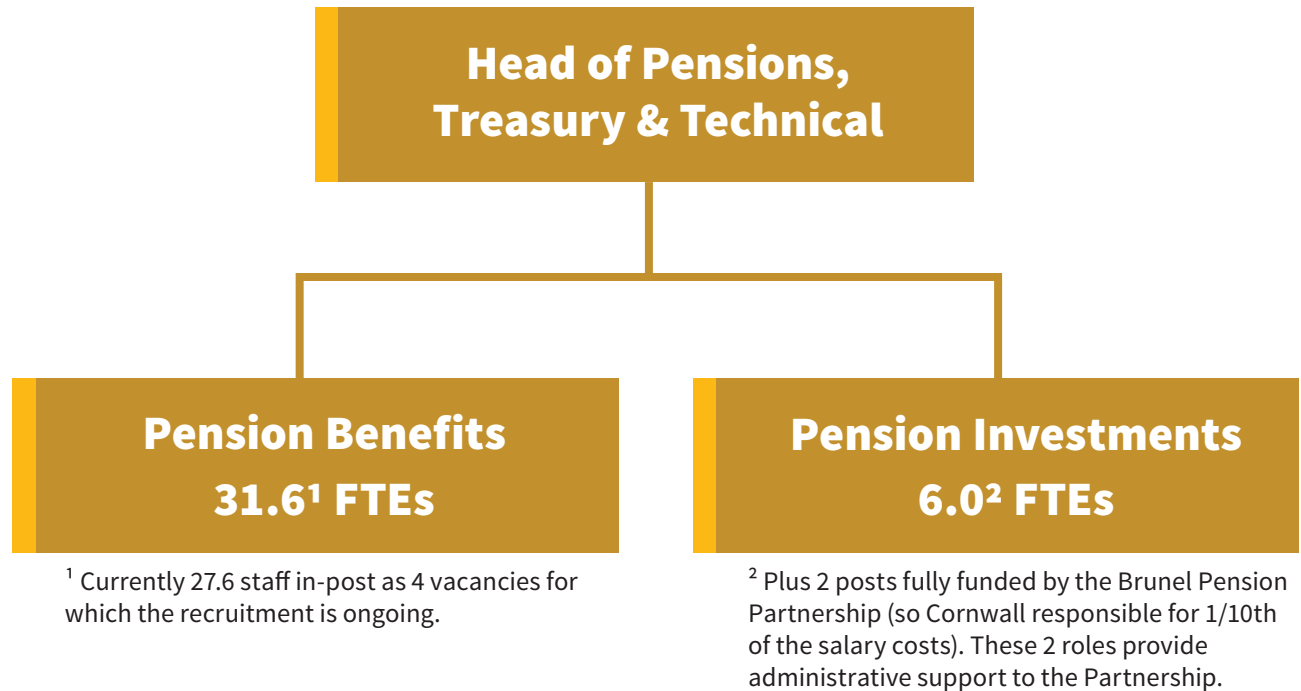 Head of Pensions,
Treasury & Technical
Pension Benefits
31.6¹ FTEs
¹ Currently 27.6 staff in-post as 4 vacancies for
which the recruitment is ongoing.
Pension Investments
6.0² FTEs
² Plus 2 posts fully funded by the Brunel Pension
Partnership (so Cornwall responsible for 1/10th
of the salary costs). These 2 roles provide
administrative support to the Partnership.